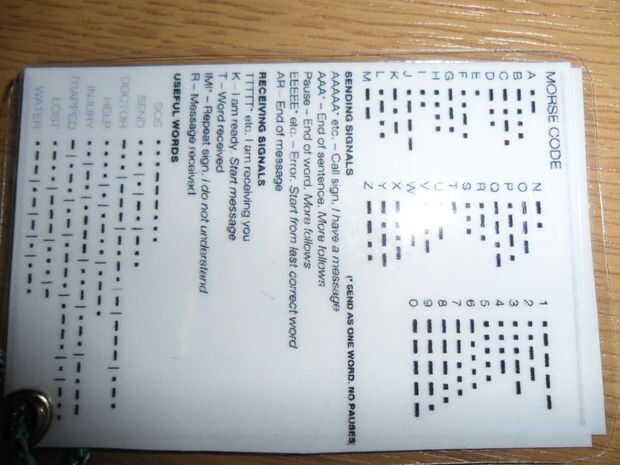 MORSE CODE
A N 1
B O 2
C P 3
D Q 4
E R 5
F S 6
G T 7
H U 8
I V 9
J W 0
K X
L Y
M Z
SENDING SIGNALS (* SEND AS ONE WORD. NO PAUSES)
AAAAA* etc. – Call sign. I have a message
AAA* – End of sentence. More follows
Pause – End of word. More follows
EEEEE* etc. – Error. Start from last correct word
AR – End of message
RECEIVING SIGNALS
TTTTT* etc. I am receiving you
K – I am ready. Start message
T – Word received
IMI* – Repeat sign. I do not understand
R – Message received
USEFUL WORDS
SOS
SEND
DOCTOR
HELP
INJURY
TRAPPED
LOST
WATER